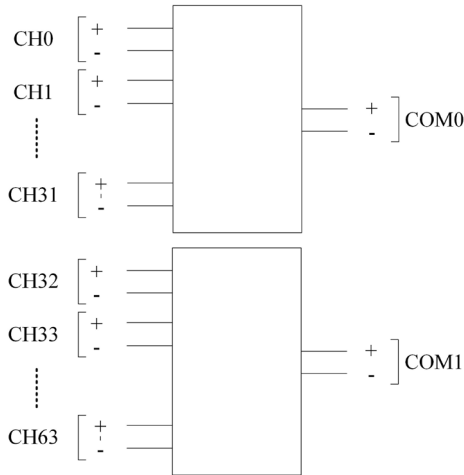 CH0 + -
CH1 + -
CH31 + -
COM0 + -
CH32 + -
CH33 + -
CH63 + -
COM1 + -